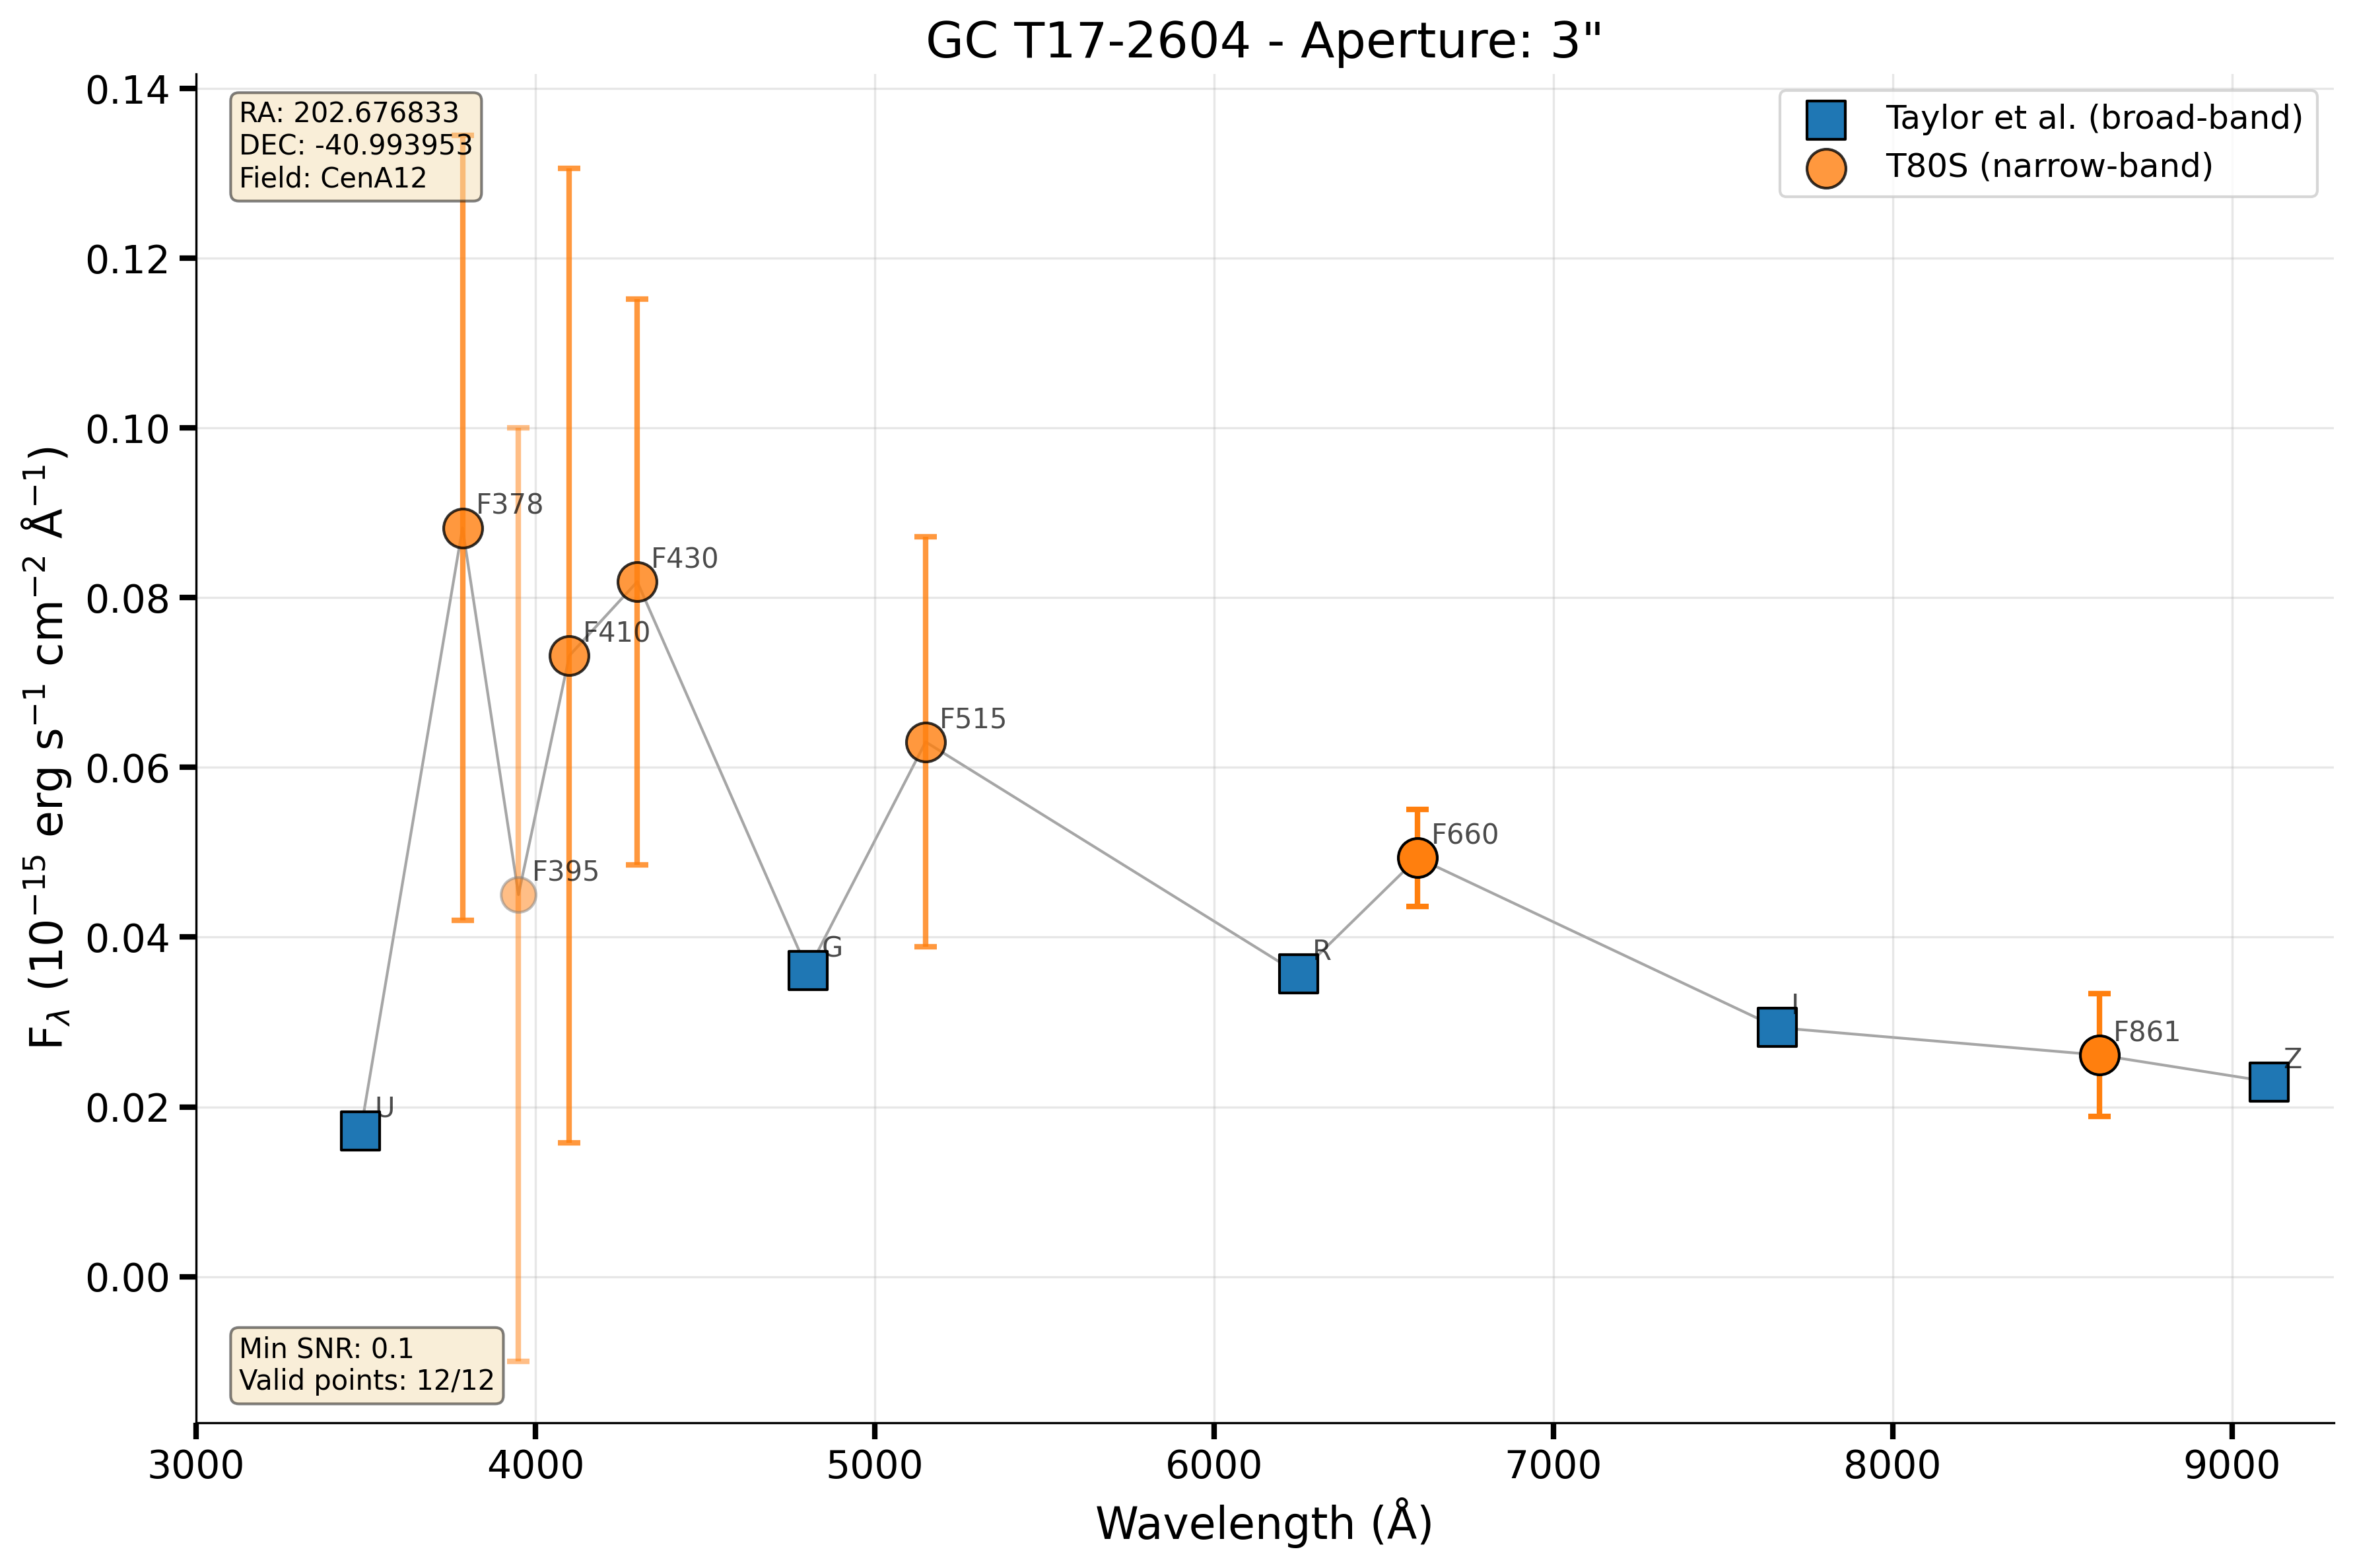 GC T17-2604 - Aperture: 3"
RA: 202.676833
DEC: -40.993953
Field: CenA12
Taylor et al. (broad-band)
T80S (narrow-band)
0.14
0.12
0.10
0.08
0.06
0.04
0.02
0.00
F_λ (10⁻¹⁵ erg s⁻¹ cm⁻² Å⁻¹)
F378
F430
F410
F515
F660
F395
G
R
I
F861
Z
U
Min SNR: 0.1
Valid points: 12/12
3000 4000 5000 6000 7000 8000 9000
Wavelength (Å)